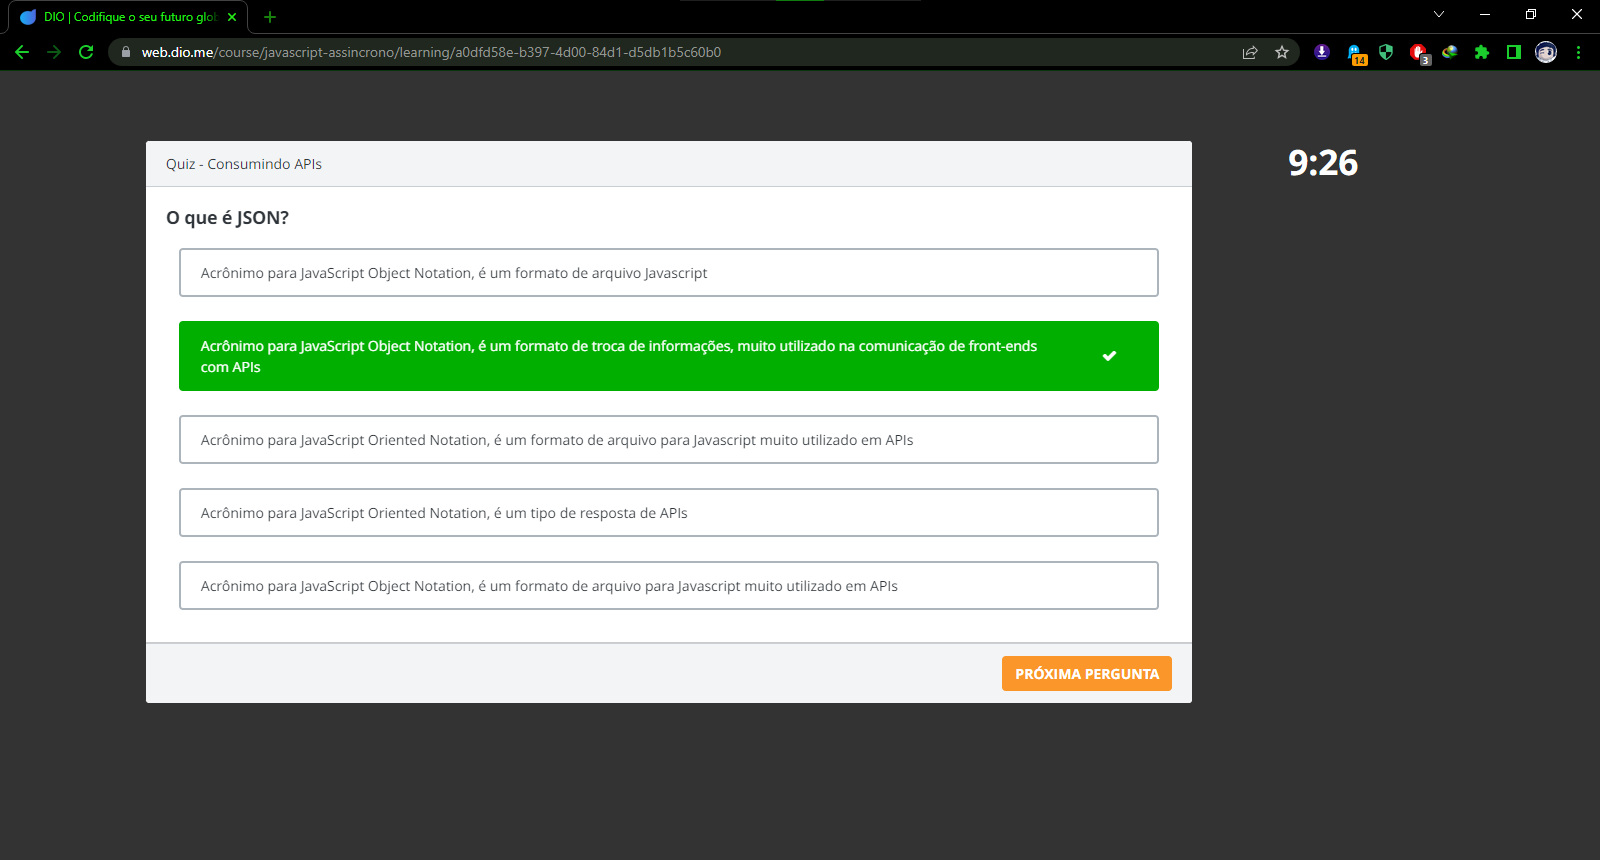 DIO | Codifique o seu futuro glob
web.dio.me/course/javascript-assincrono/learning/a0dfd58e-b397-4d00-84d1-d5db1b5c60b0
14
3
Quiz - Consumindo APIs
9:26
O que é JSON?
Acrônimo para JavaScript Object Notation, é um formato de arquivo Javascript
Acrônimo para JavaScript Object Notation, é um formato de troca de informações, muito utilizado na comunicação de front-ends
com APIs
Acrônimo para JavaScript Oriented Notation, é um formato de arquivo para Javascript muito utilizado em APIs
Acrônimo para JavaScript Oriented Notation, é um tipo de resposta de APIs
Acrônimo para JavaScript Object Notation, é um formato de arquivo para Javascript muito utilizado em APIs
PRÓXIMA PERGUNTA